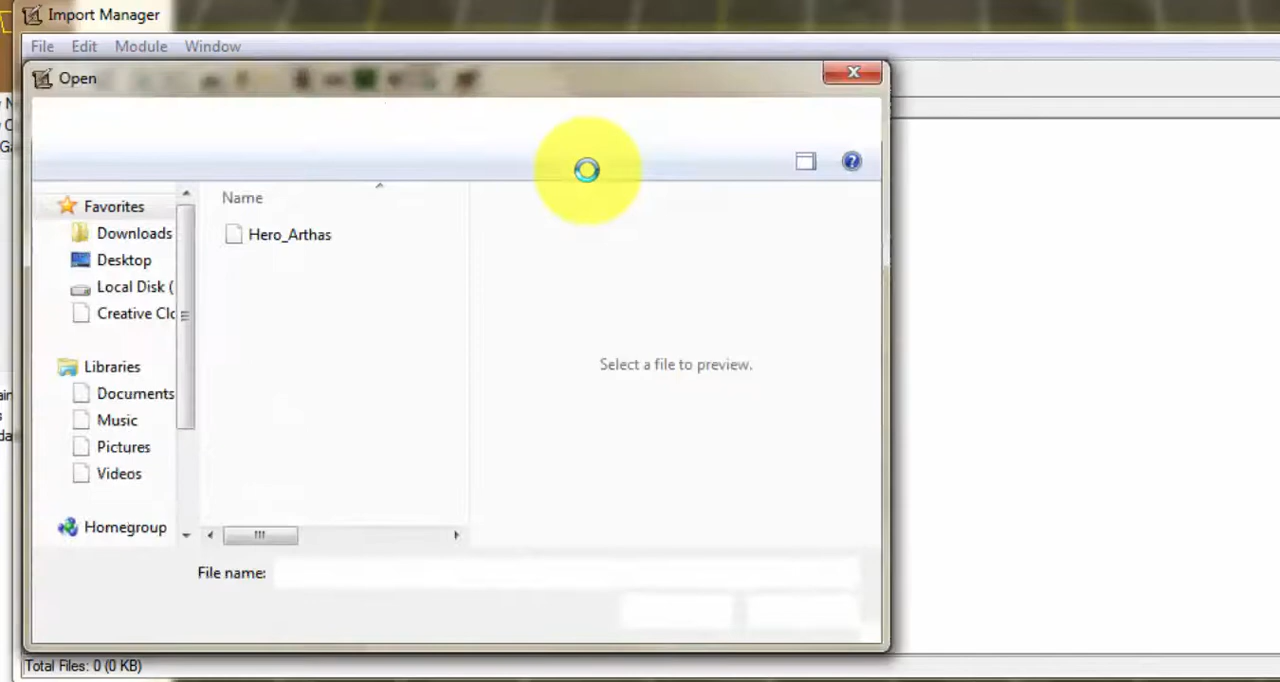 Import Manager
File Edit Module Window
Open
Name
Favorites
Downloads
Hero_Arthas
Desktop
Local Disk (
Creative Clo
Select a file to preview.
Libraries
Documents
Music
Pictures
Videos
Homegroup
File name:
Total Files: 0 (0 KB)